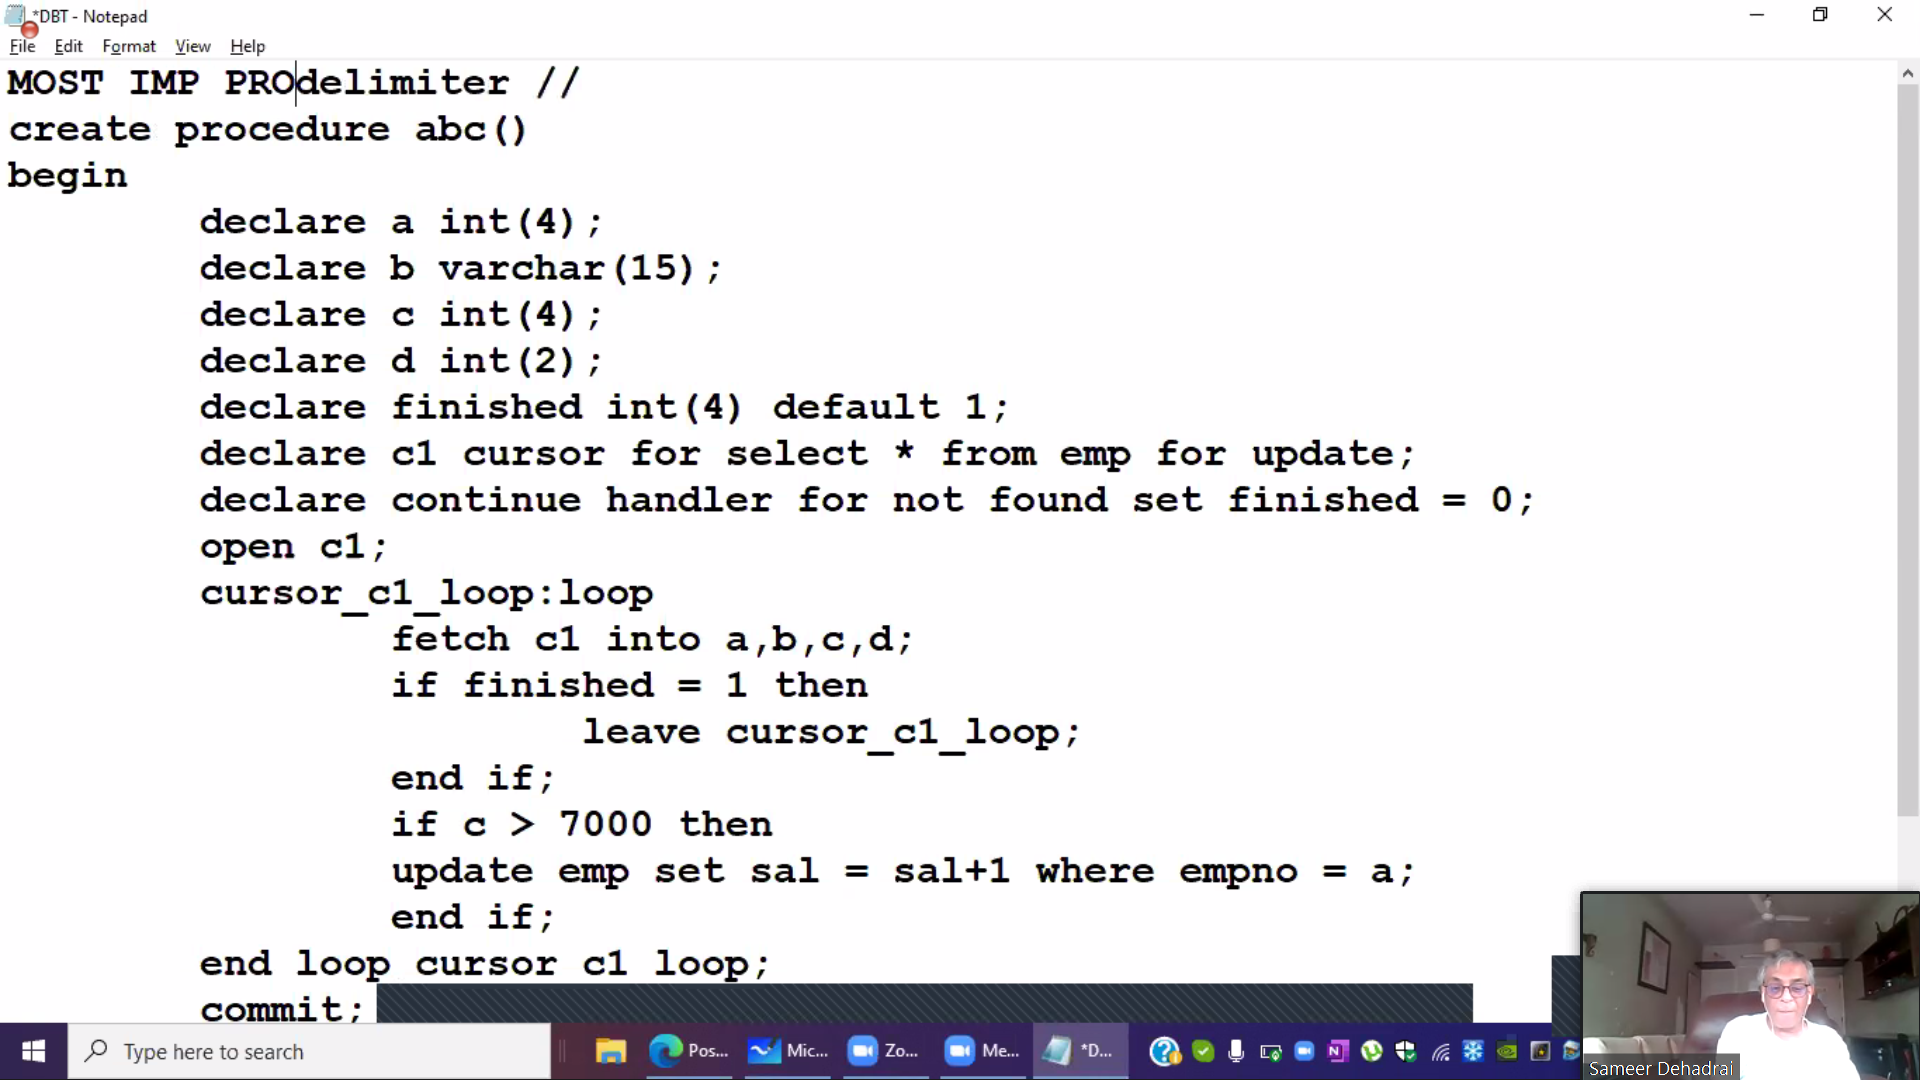 *DBT - Notepad
File Edit Format View Help
MOST IMP PROdelimiter //
create procedure abc()
begin
declare a int(4);
declare b varchar(15);
declare c int(4);
declare d int(2);
declare finished int(4) default 1;
declare c1 cursor for select * from emp for update;
declare continue handler for not found set finished = 0;
open c1;
cursor_c1_loop:loop
fetch c1 into a,b,c,d;
if finished = 1 then
leave cursor_c1_loop;
end if;
if c > 7000 then
update emp set sal = sal+1 where empno = a;
end if;
end loop cursor c1 loop;
commit;
Type here to search
Pos...
Mic...
Zo...
Me...
*D...
Sameer Dehadrai